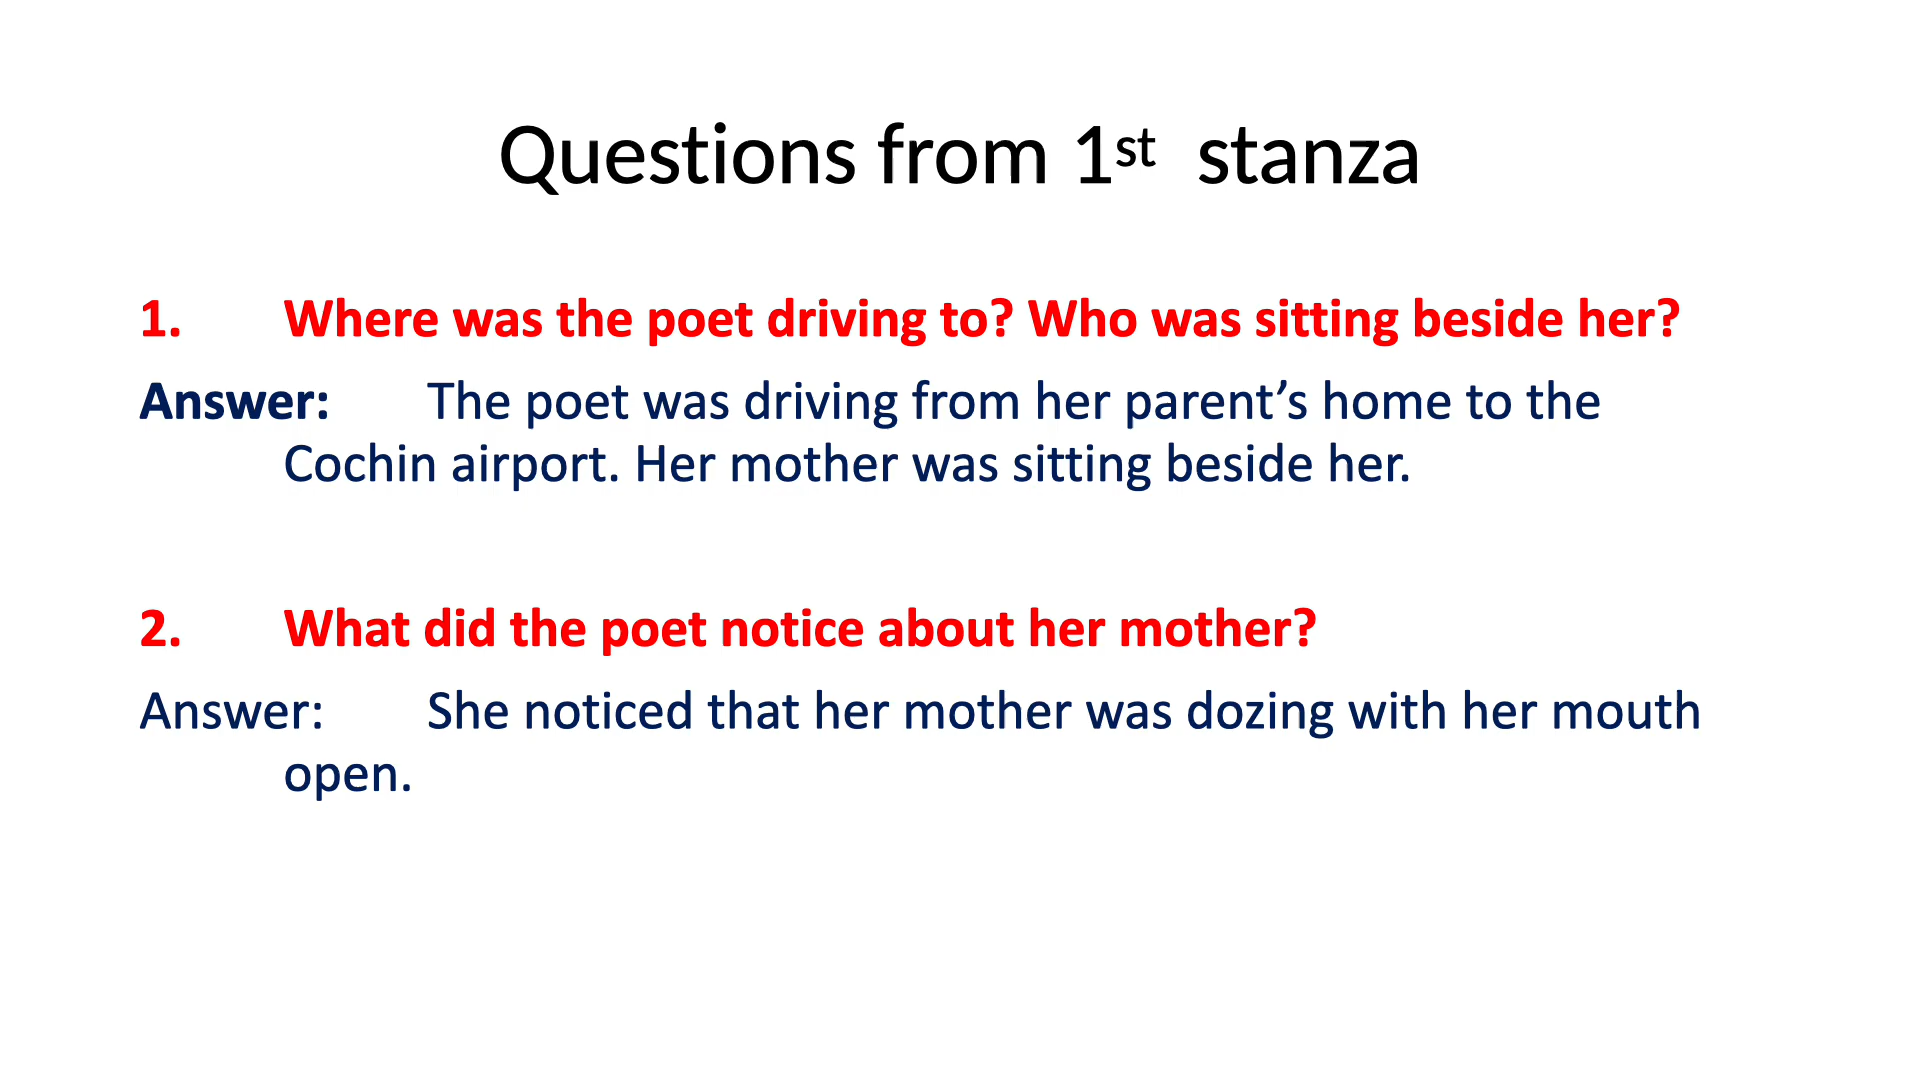 Questions from 1st stanza
1. Where was the poet driving to? Who was sitting beside her?
Answer: The poet was driving from her parent’s home to the
Cochin airport. Her mother was sitting beside her.
2. What did the poet notice about her mother?
Answer: She noticed that her mother was dozing with her mouth
open.